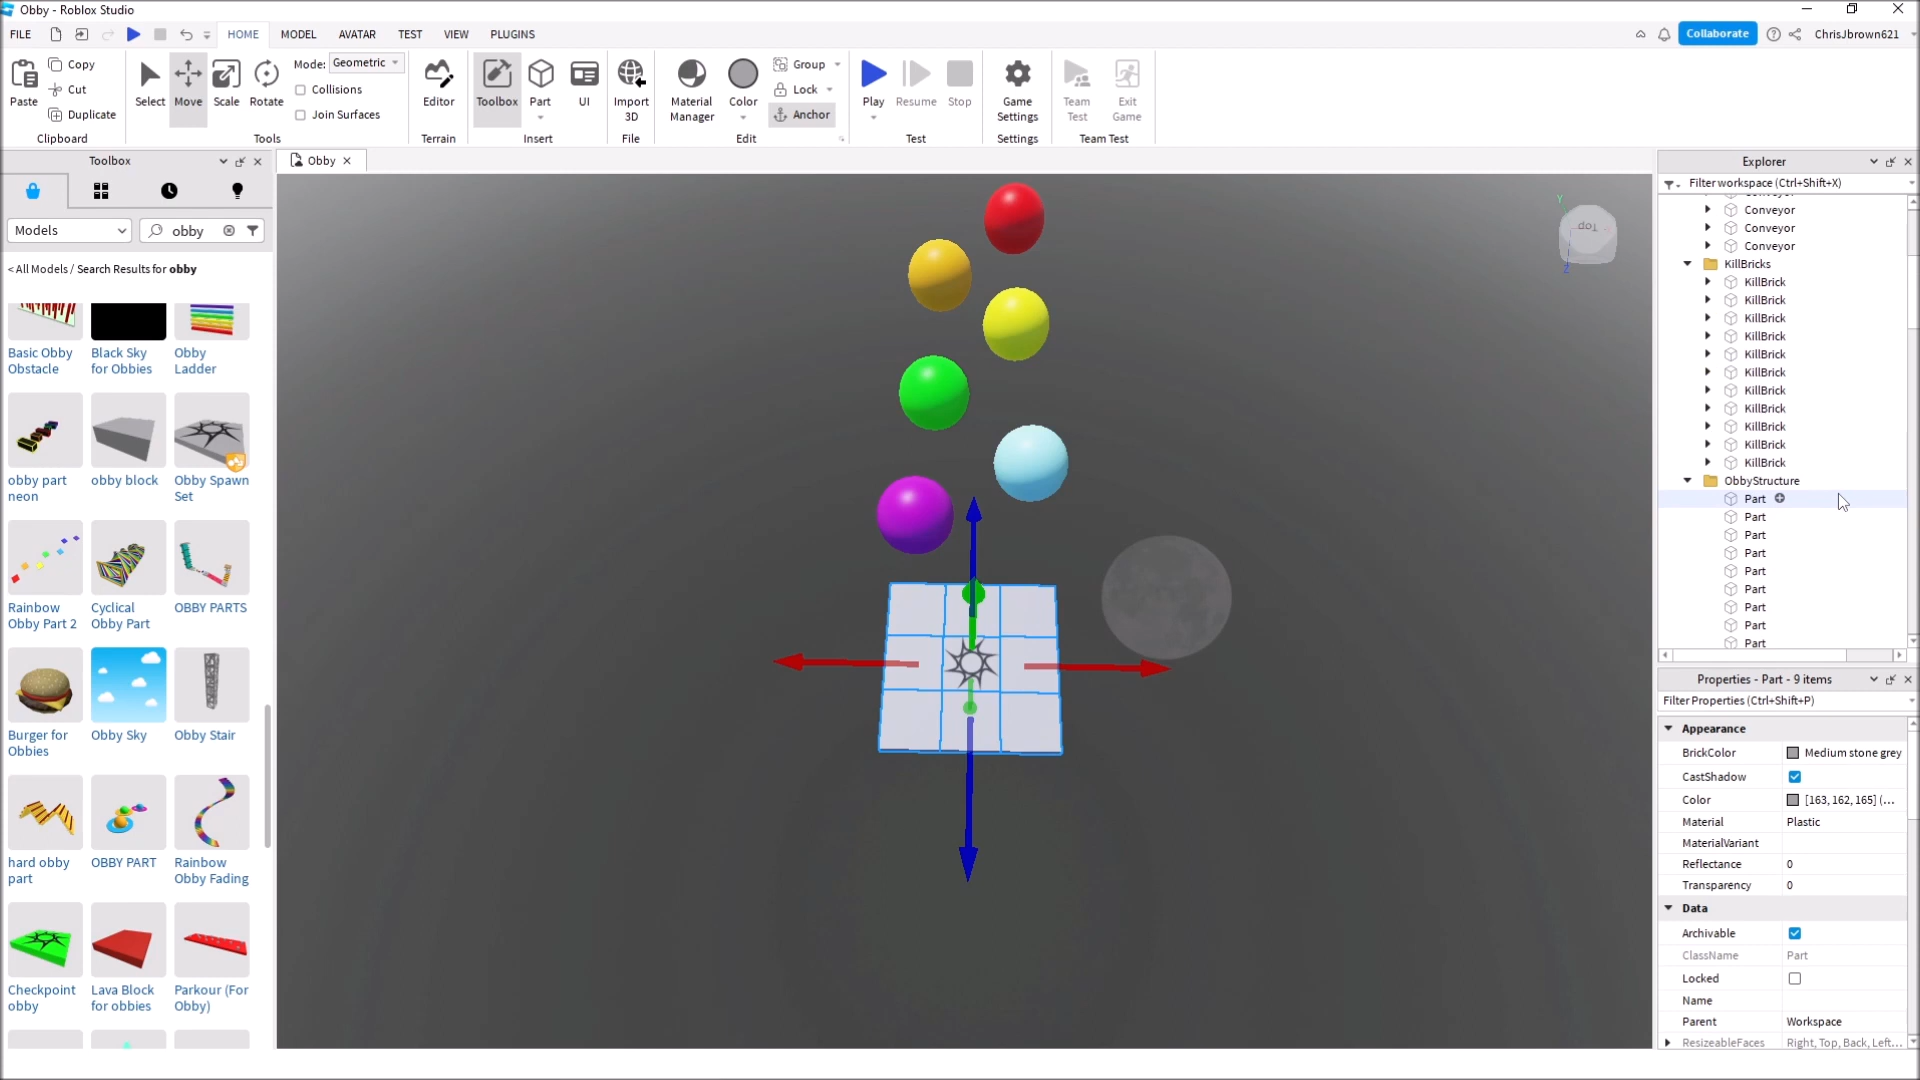 Obby - Roblox Studio
FILE HOME MODEL AVATAR TEST VIEW PLUGINS Collaborate ChrisJbrown621
Paste Copy Cut Duplicate
Select Move Scale Rotate
Mode: Geometric
Collisions
Join Surfaces
Editor Toolbox Part UI
Import 3D
Material Manager
Color Group Lock Anchor
Play Resume Stop
Game Settings
Team Test
Exit Game
Clipboard Tools Terrain Insert File Edit Test Settings Team Test
Toolbox
Models
obby
< All Models / Search Results for obby
Basic Obby Obstacle
Black Sky for Obbies
Obby Ladder
obby part neon
obby block
Obby Spawn Set
Rainbow Obby Part 2
Cyclical Obby Part
OBBY PARTS
Burger for Obbies
Obby Sky
Obby Stair
hard obby part
OBBY PART
Rainbow Obby Fading
Checkpoint obby
Lava Block for obbies
Parkour (For Obby)
Obby
Y
Top
Z
Explorer
Filter workspace (Ctrl+Shift+X)
Conveyor
Conveyor
Conveyor
Conveyor
KillBricks
KillBrick
KillBrick
KillBrick
KillBrick
KillBrick
KillBrick
KillBrick
KillBrick
KillBrick
KillBrick
KillBrick
ObbyStructure
Part
Part
Part
Part
Part
Part
Part
Part
Part
Properties - Part - 9 items
Filter Properties (Ctrl+Shift+P)
Appearance
BrickColor Medium stone grey
CastShadow
Color [163, 162, 165] (...
Material Plastic
MaterialVariant
Reflectance 0
Transparency 0
Data
Archivable
ClassName Part
Locked
Name
Parent Workspace
ResizeableFaces Right, Top, Back, Left...